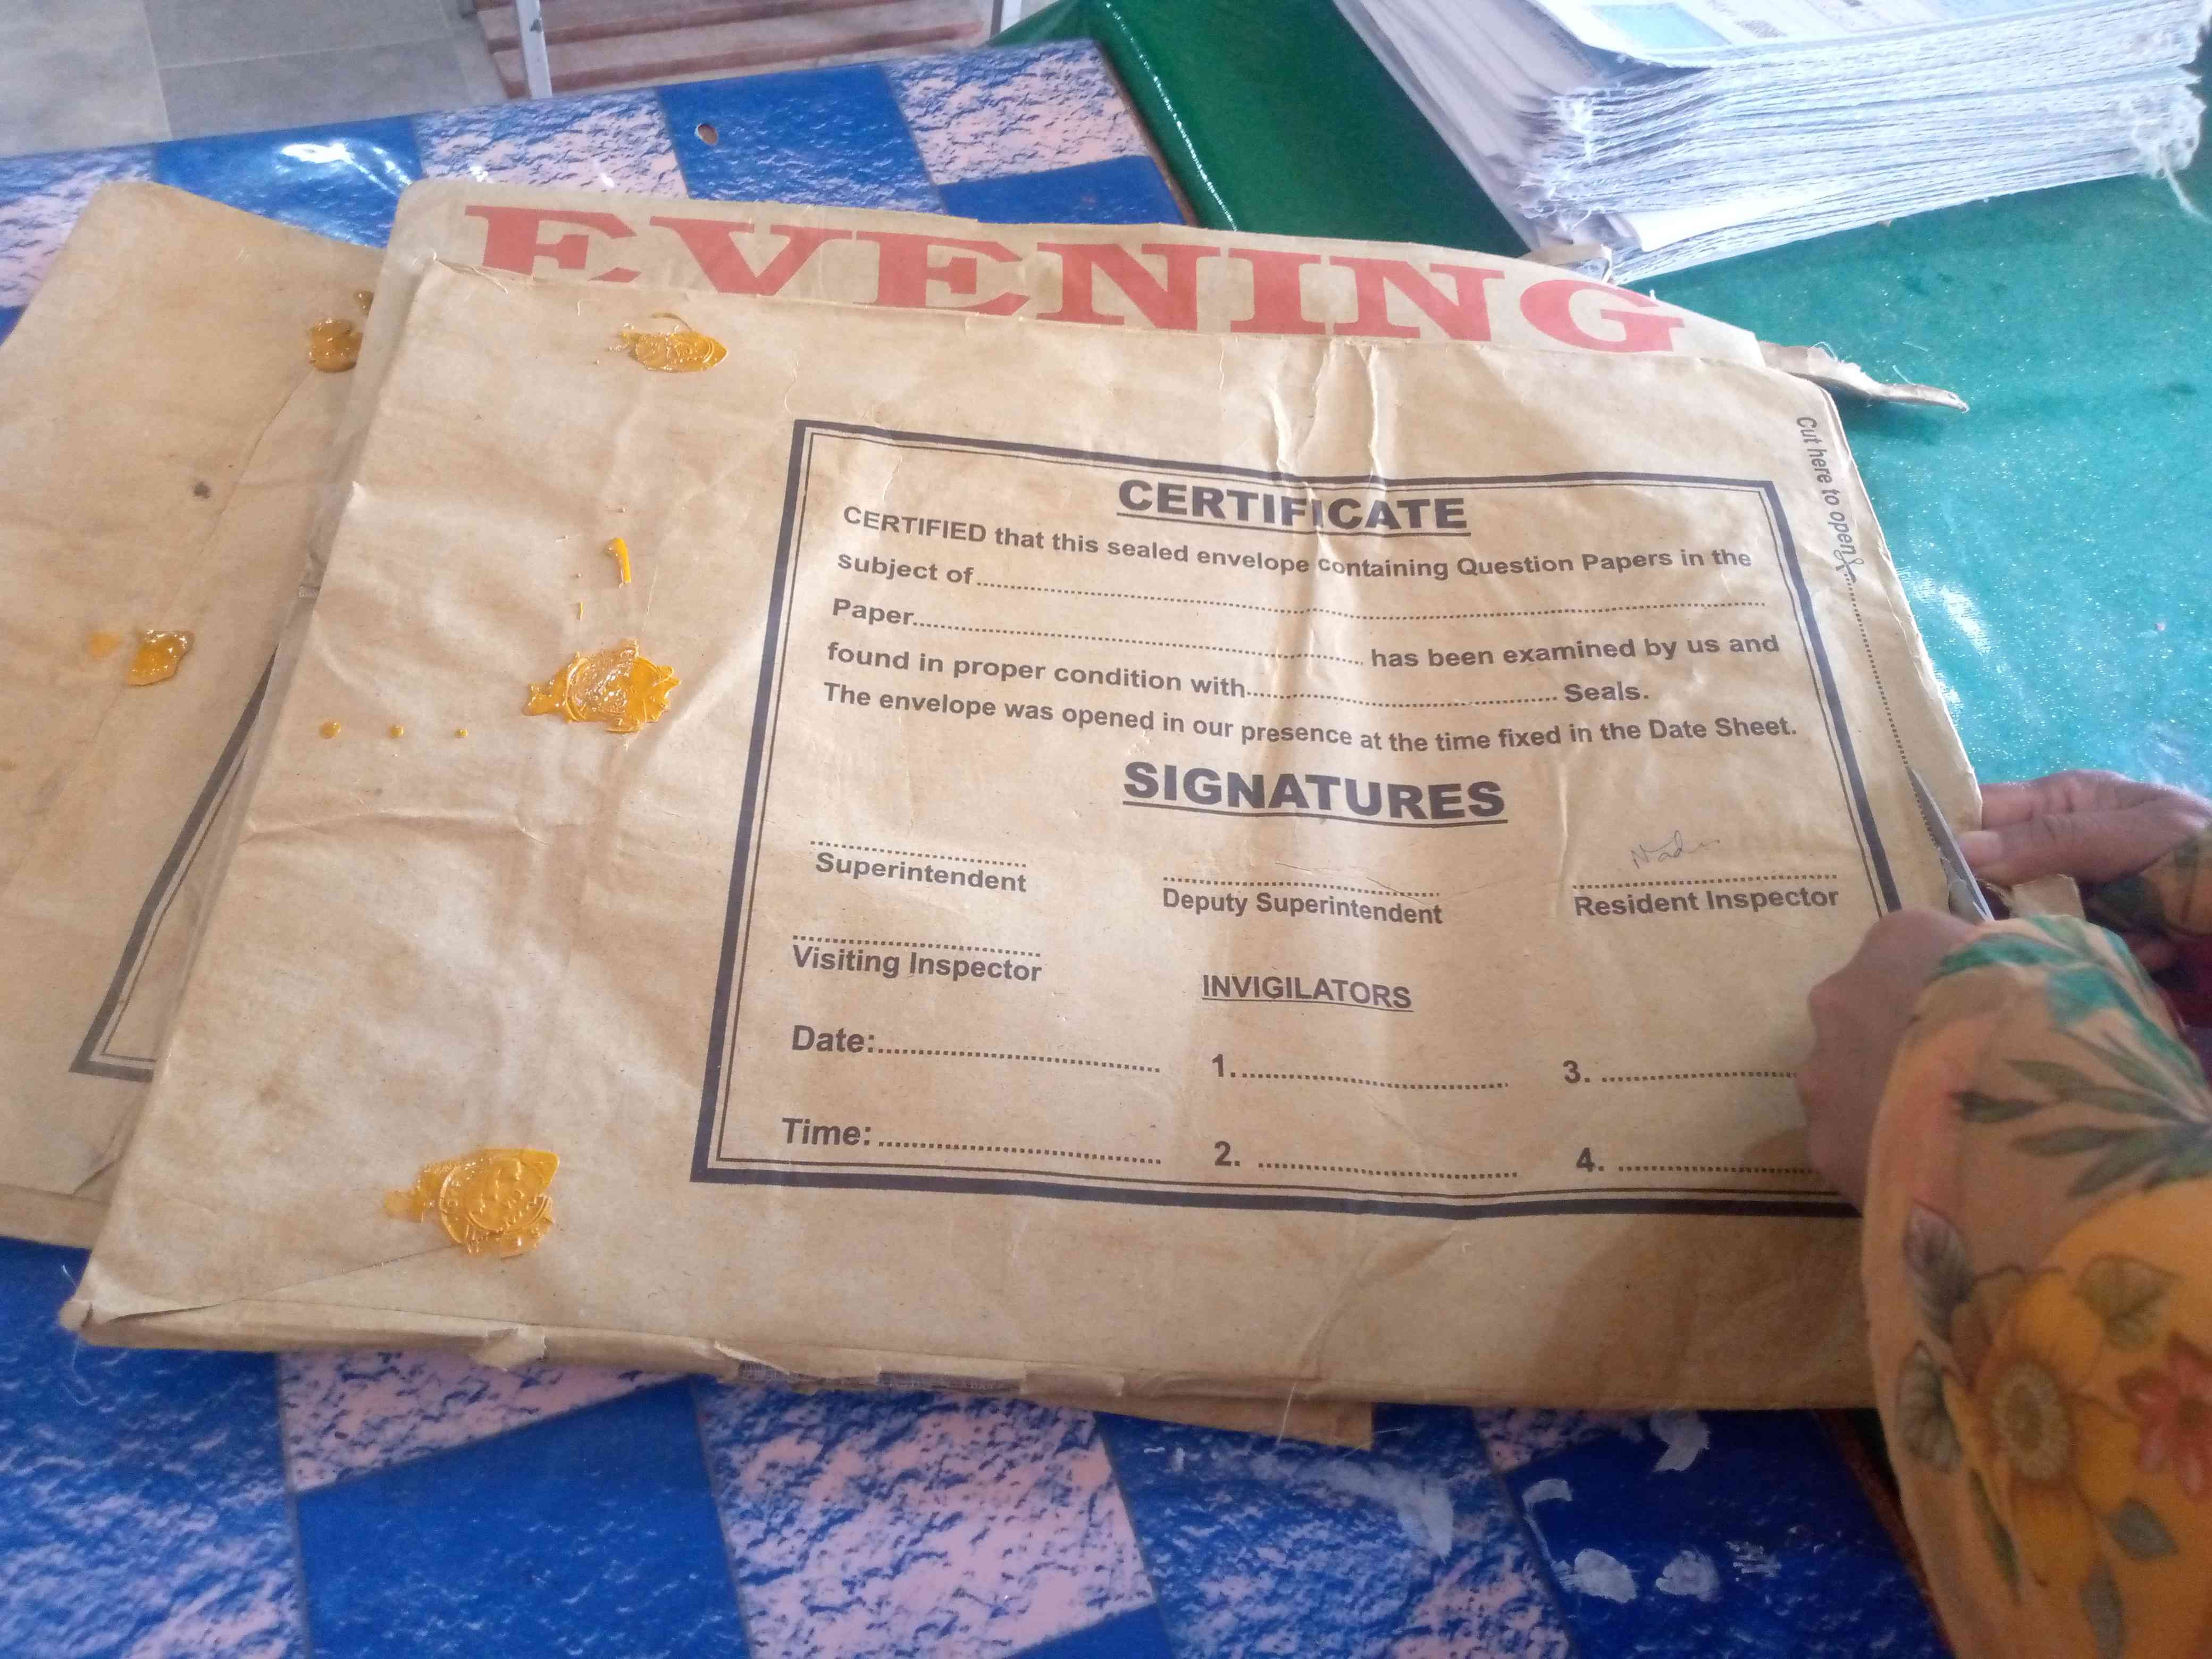 EVENING
Cut here to open
CERTIFICATE
CERTIFIED that this sealed envelope containing Question Papers in the
subject of
Paper has been examined by us and
found in proper condition with Seals.
The envelope was opened in our presence at the time fixed in the Date Sheet.
SIGNATURES
Superintendent
Deputy Superintendent
Resident Inspector
Visiting Inspector
INVIGILATORS
Date: 1. 3.
Time: 2. 4.